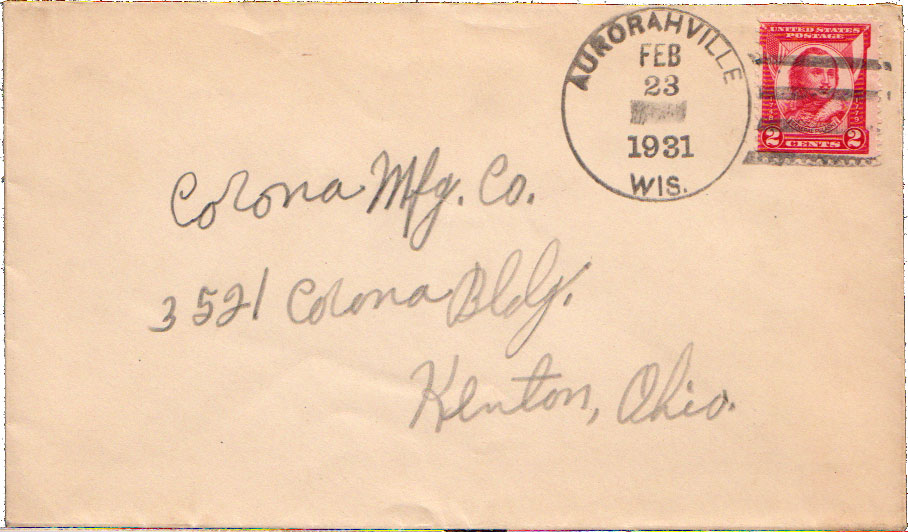 AURORAHVILLE
FEB
23
1931
WIS.
UNITED STATES
POSTAGE
2 CENTS 2
Corona Mfg. Co.
3521 Corona Bldg.
Kenton, Ohio.